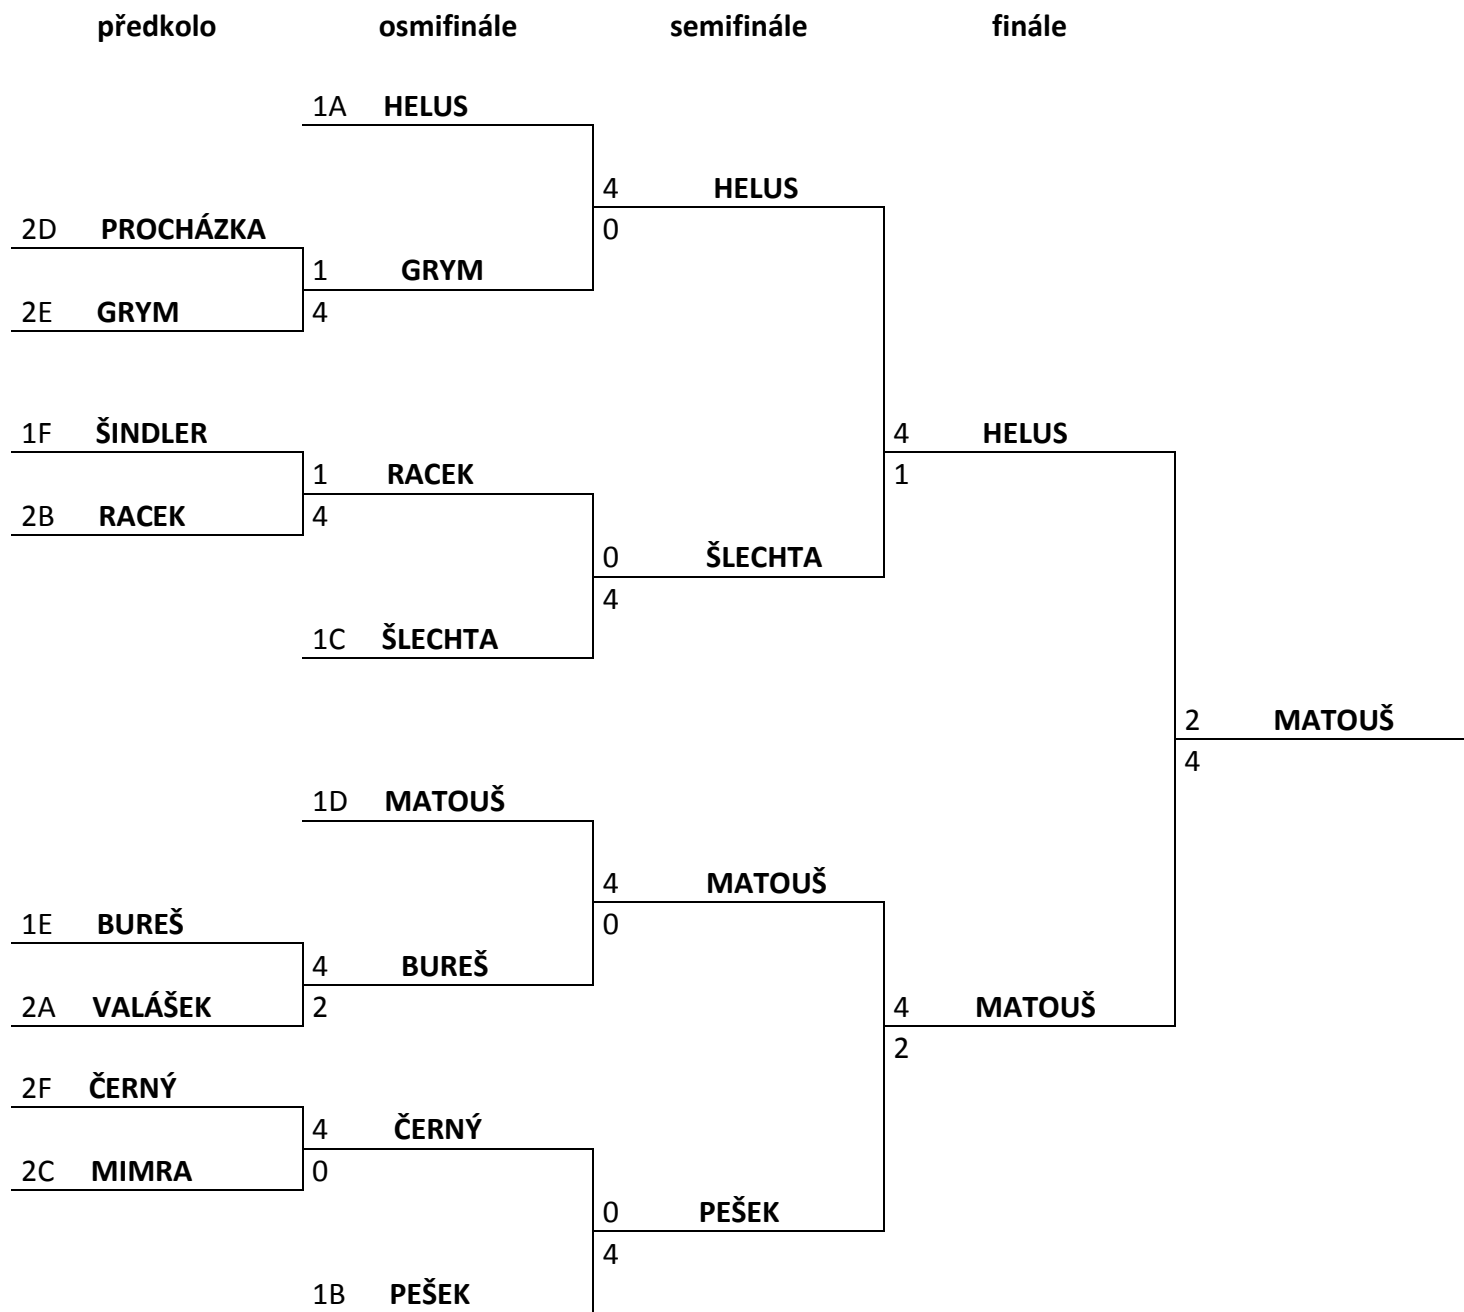 předkolo osmifinále semifinále finále
1A HELUS
4 HELUS
2D PROCHÁZKA 0
1 GRYM
2E GRYM 4
1F ŠINDLER 4 HELUS
1 RACEK 1
2B RACEK 4
0 ŠLECHTA
4
1C ŠLECHTA
2 MATOUŠ
4
1D MATOUŠ
4 MATOUŠ
1E BUREŠ 0
4 BUREŠ
2A VALÁŠEK 2 4 MATOUŠ
2
2F ČERNÝ
4 ČERNÝ
2C MIMRA 0
0 PEŠEK
4
1B PEŠEK